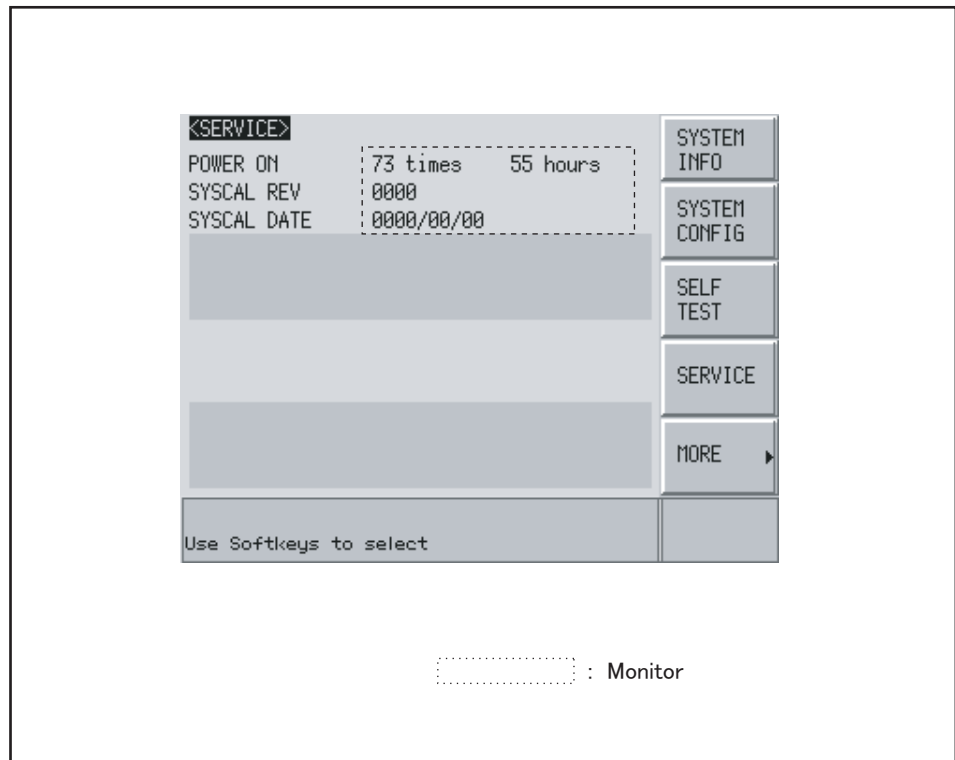 <SERVICE>
POWER ON 73 times 55 hours
SYSCAL REV 0000
SYSCAL DATE 0000/00/00
SYSTEM
INFO
SYSTEM
CONFIG
SELF
TEST
SERVICE
MORE
Use Softkeys to select
: Monitor